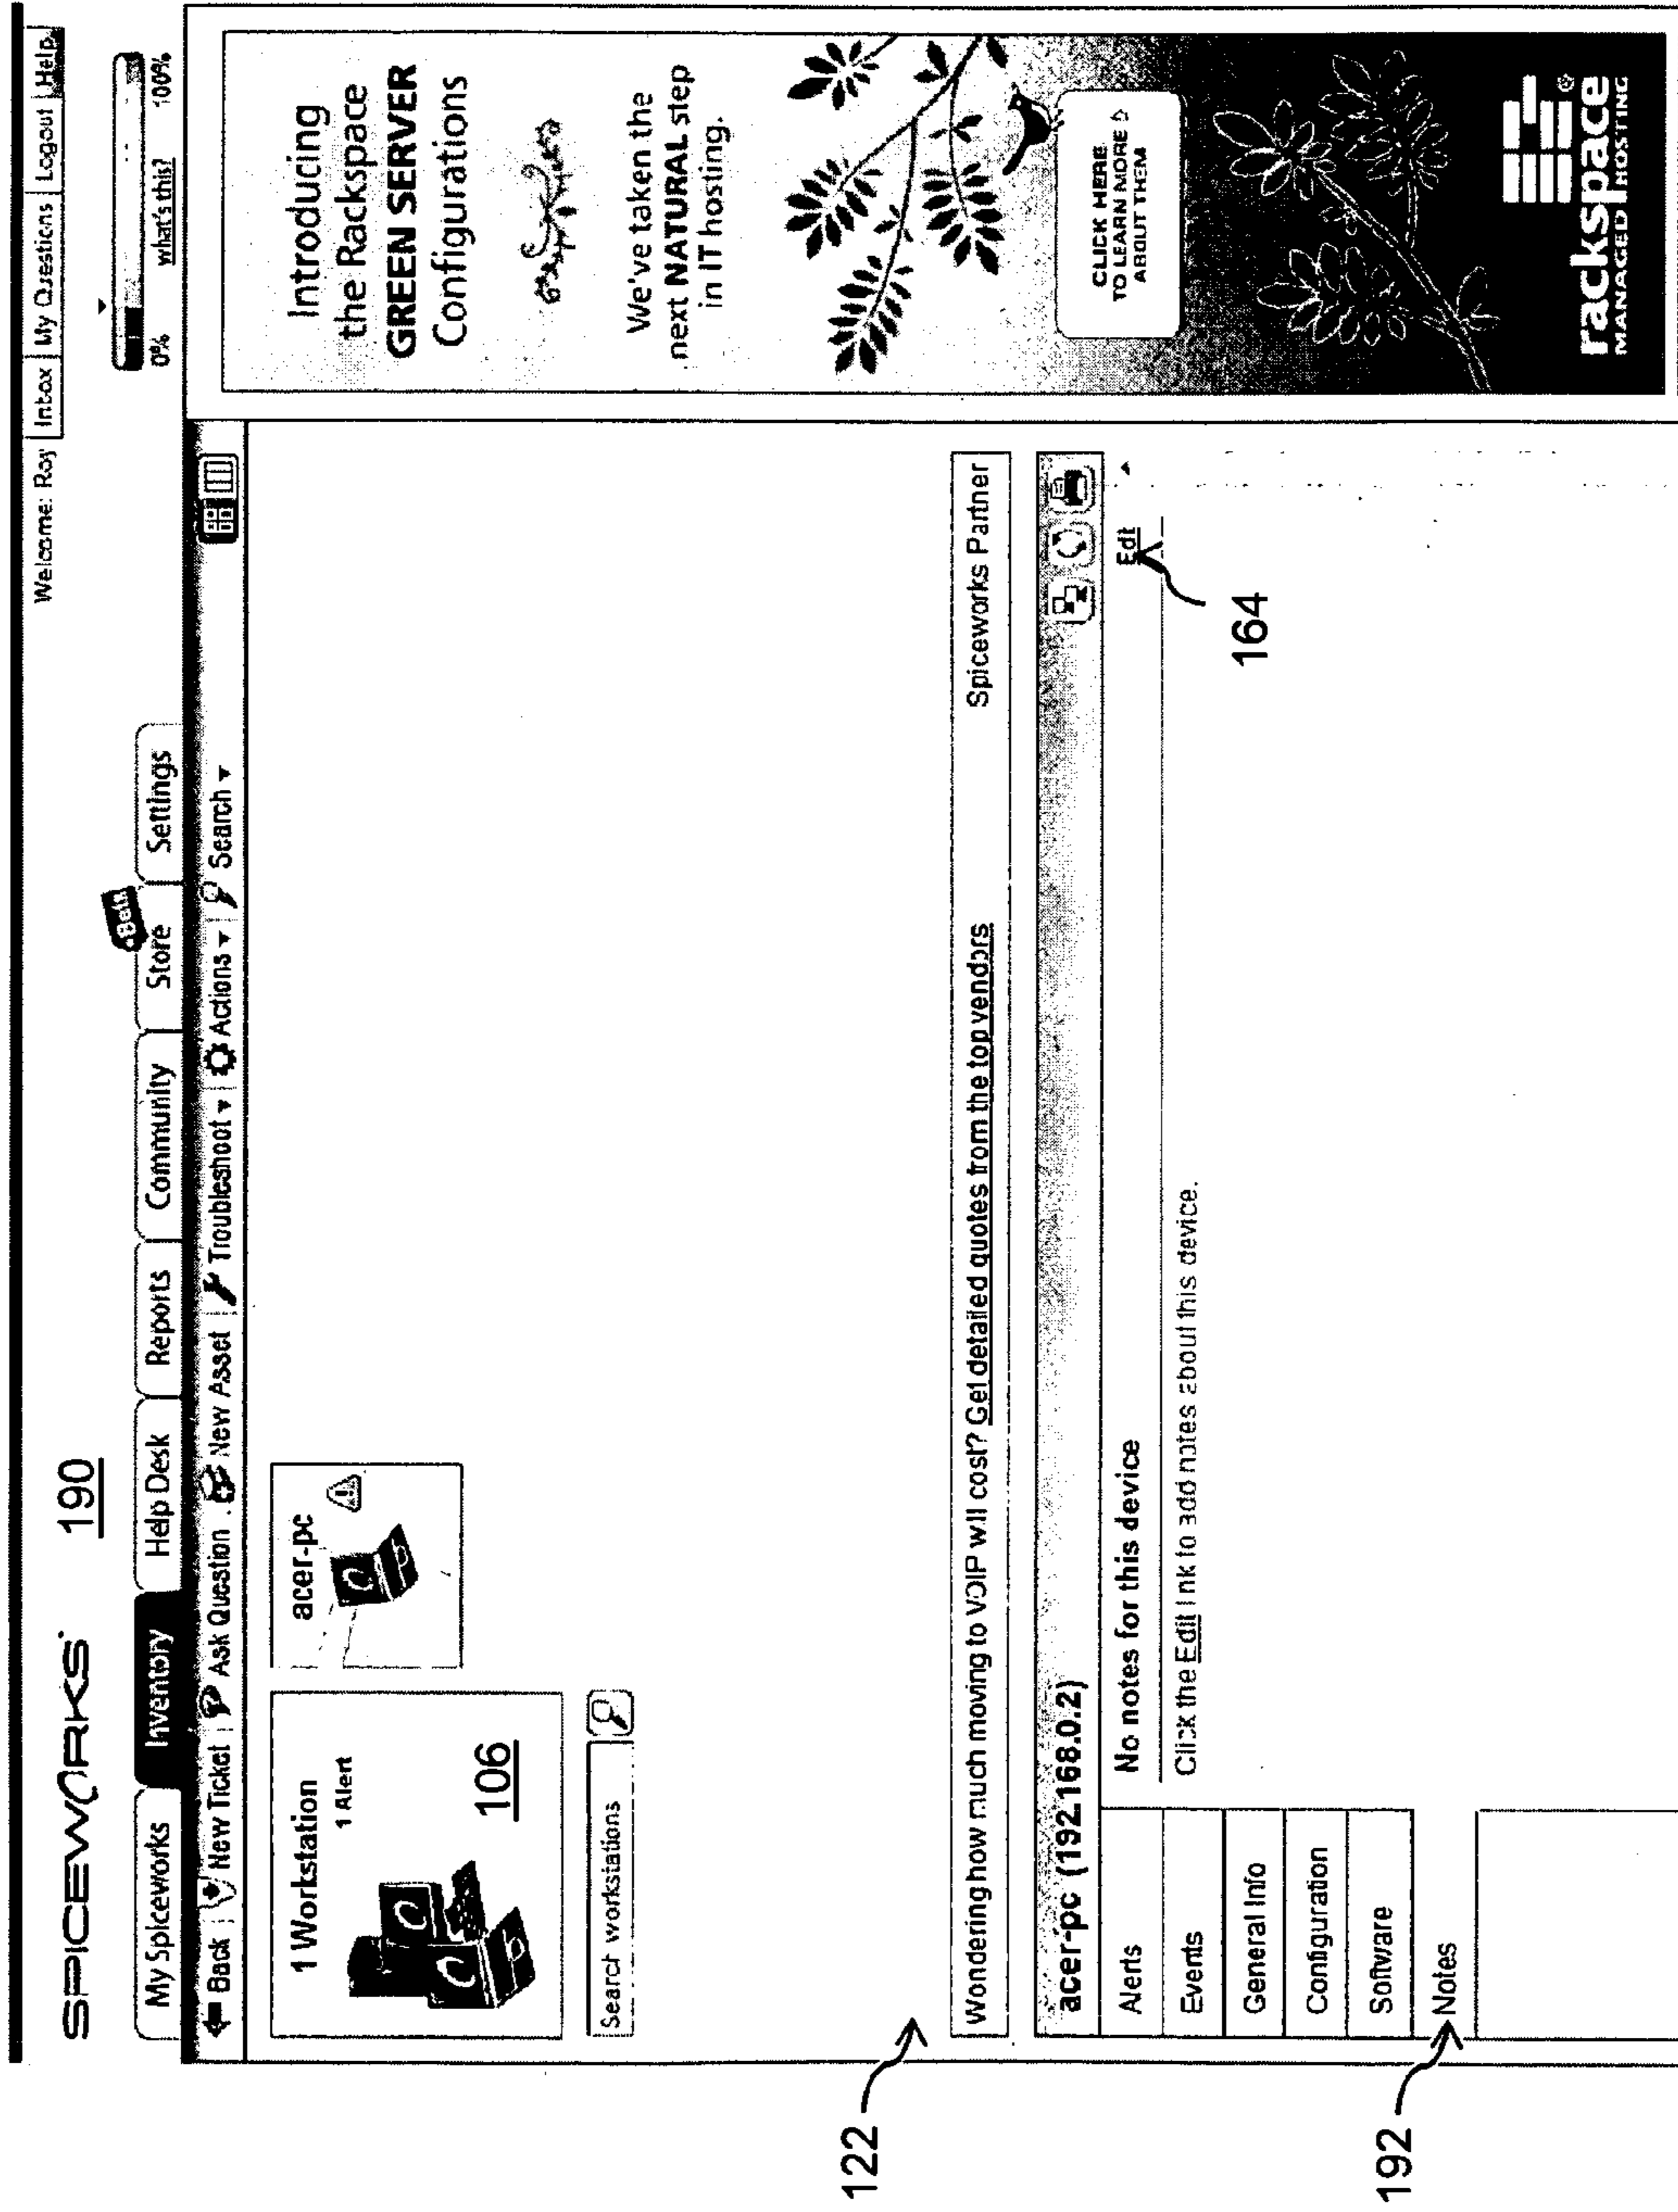 Welcome: Roy | Intox | My Questions | Logout | Help
SPICEWORKS 190
0% what's this? 100%
Beta
My Spiceworks Inventory Help Desk Reports Community Store Settings
Back New Ticket Ask Question New Asset Troubleshoot Actions Search
1 Workstation
1 Alert
106
acer-pc
Search workstations
122
Wondering how much moving to VOIP will cost? Get detailed quotes from the top vendors Spiceworks Partner
acer-pc (192.168.0.2)
Alerts
Events
General Info
Configuration
Software
Notes
192
No notes for this device
Edit
164
Click the Edit link to add notes about this device.
Introducing
the Rackspace
GREEN SERVER
Configurations
We've taken the
next NATURAL step
in IT hosting.
CLICK HERE
TO LEARN MORE
ABOUT THEM
rackspace®
MANAGED HOSTING